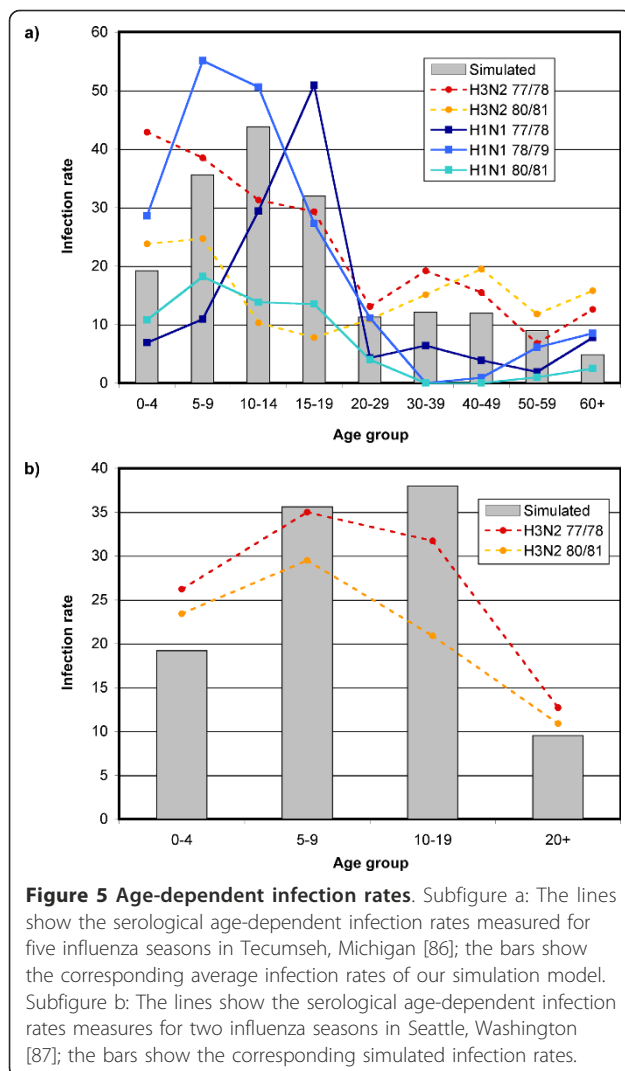 a)
60
50
40
30
20
10
0
Infection rate
Simulated
H3N2 77/78
H3N2 80/81
H1N1 77/78
H1N1 78/79
H1N1 80/81
0-4 5-9 10-14 15-19 20-29 30-39 40-49 50-59 60+
Age group
b)
40
35
30
25
20
15
10
5
0
Infection rate
Simulated
H3N2 77/78
H3N2 80/81
0-4 5-9 10-19 20+
Age group
Figure 5 Age-dependent infection rates. Subfigure a: The lines
show the serological age-dependent infection rates measured for
five influenza seasons in Tecumseh, Michigan [86]; the bars show
the corresponding average infection rates of our simulation model.
Subfigure b: The lines show the serological age-dependent infection
rates measures for two influenza seasons in Seattle, Washington
[87]; the bars show the corresponding simulated infection rates.